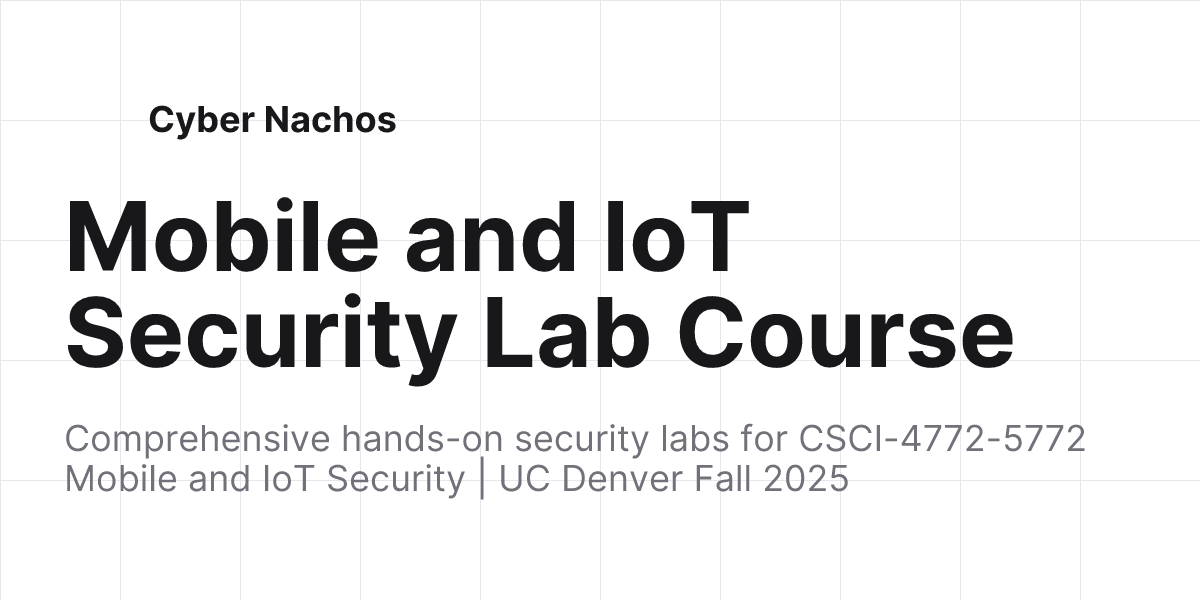 Cyber Nachos
Mobile and IoT
Security Lab Course
Comprehensive hands-on security labs for CSCI-4772-5772
Mobile and IoT Security | UC Denver Fall 2025